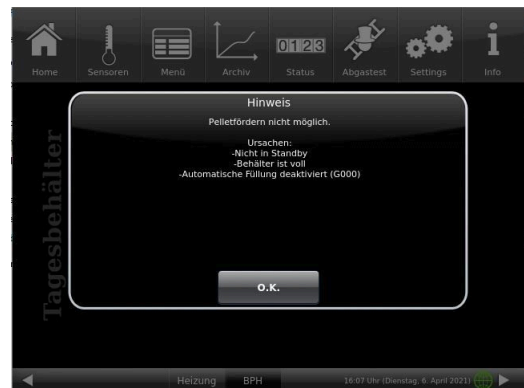 Home Sensoren Menü Archiv Status Abgastest Settings Info
0123
Tagesbehälter
Hinweis
Pelletfördern nicht möglich.
Ursachen:
-Nicht in Standby
-Behälter ist voll
-Automatische Füllung deaktiviert (G000)
O.K.
Heizung BPH 16:07 Uhr (Dienstag, 6. April 2021)